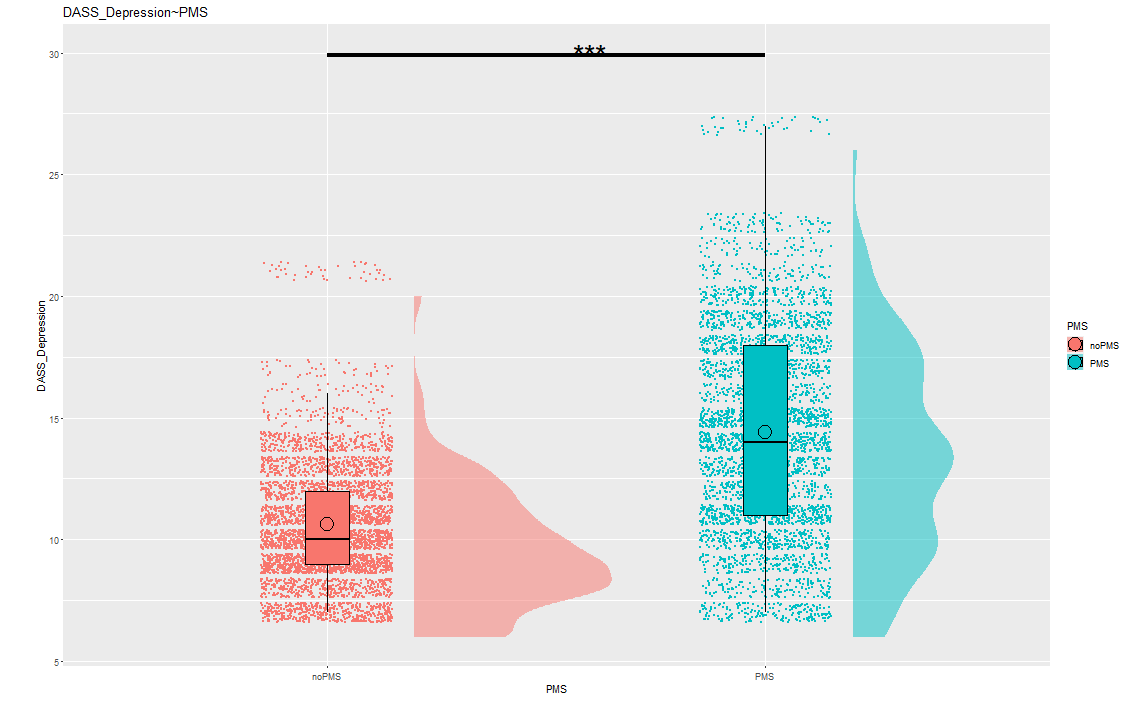 DASS_Depression~PMS
***
30
25
20
15
10
5
DASS_Depression
noPMS
PMS
PMS
PMS
noPMS
PMS